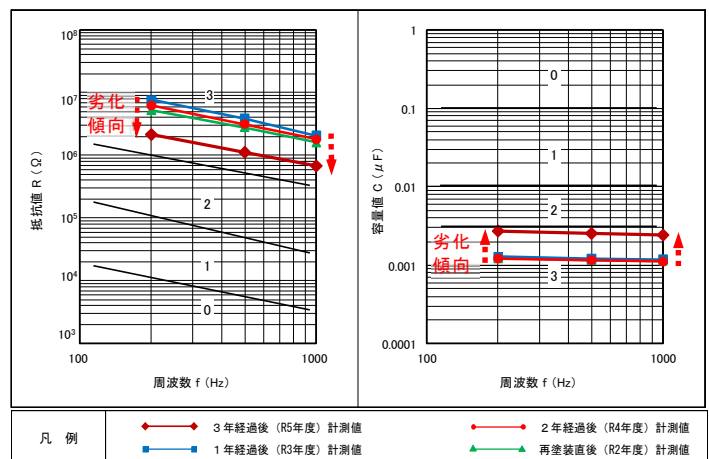 10⁸
10⁷
10⁶
10⁵
10⁴
10³
抵抗値 R (Ω)
劣化
傾向
3
2
1
0
100
1000
周波数 f (Hz)
1
0.1
0.01
0.001
0.0001
容量値 C (μF)
0
1
2
劣化
傾向
3
100
1000
周波数 f (Hz)
凡 例
3年経過後 (R5年度) 計測値
2年経過後 (R4年度) 計測値
1年経過後 (R3年度) 計測値
再塗装直後 (R2年度) 計測値